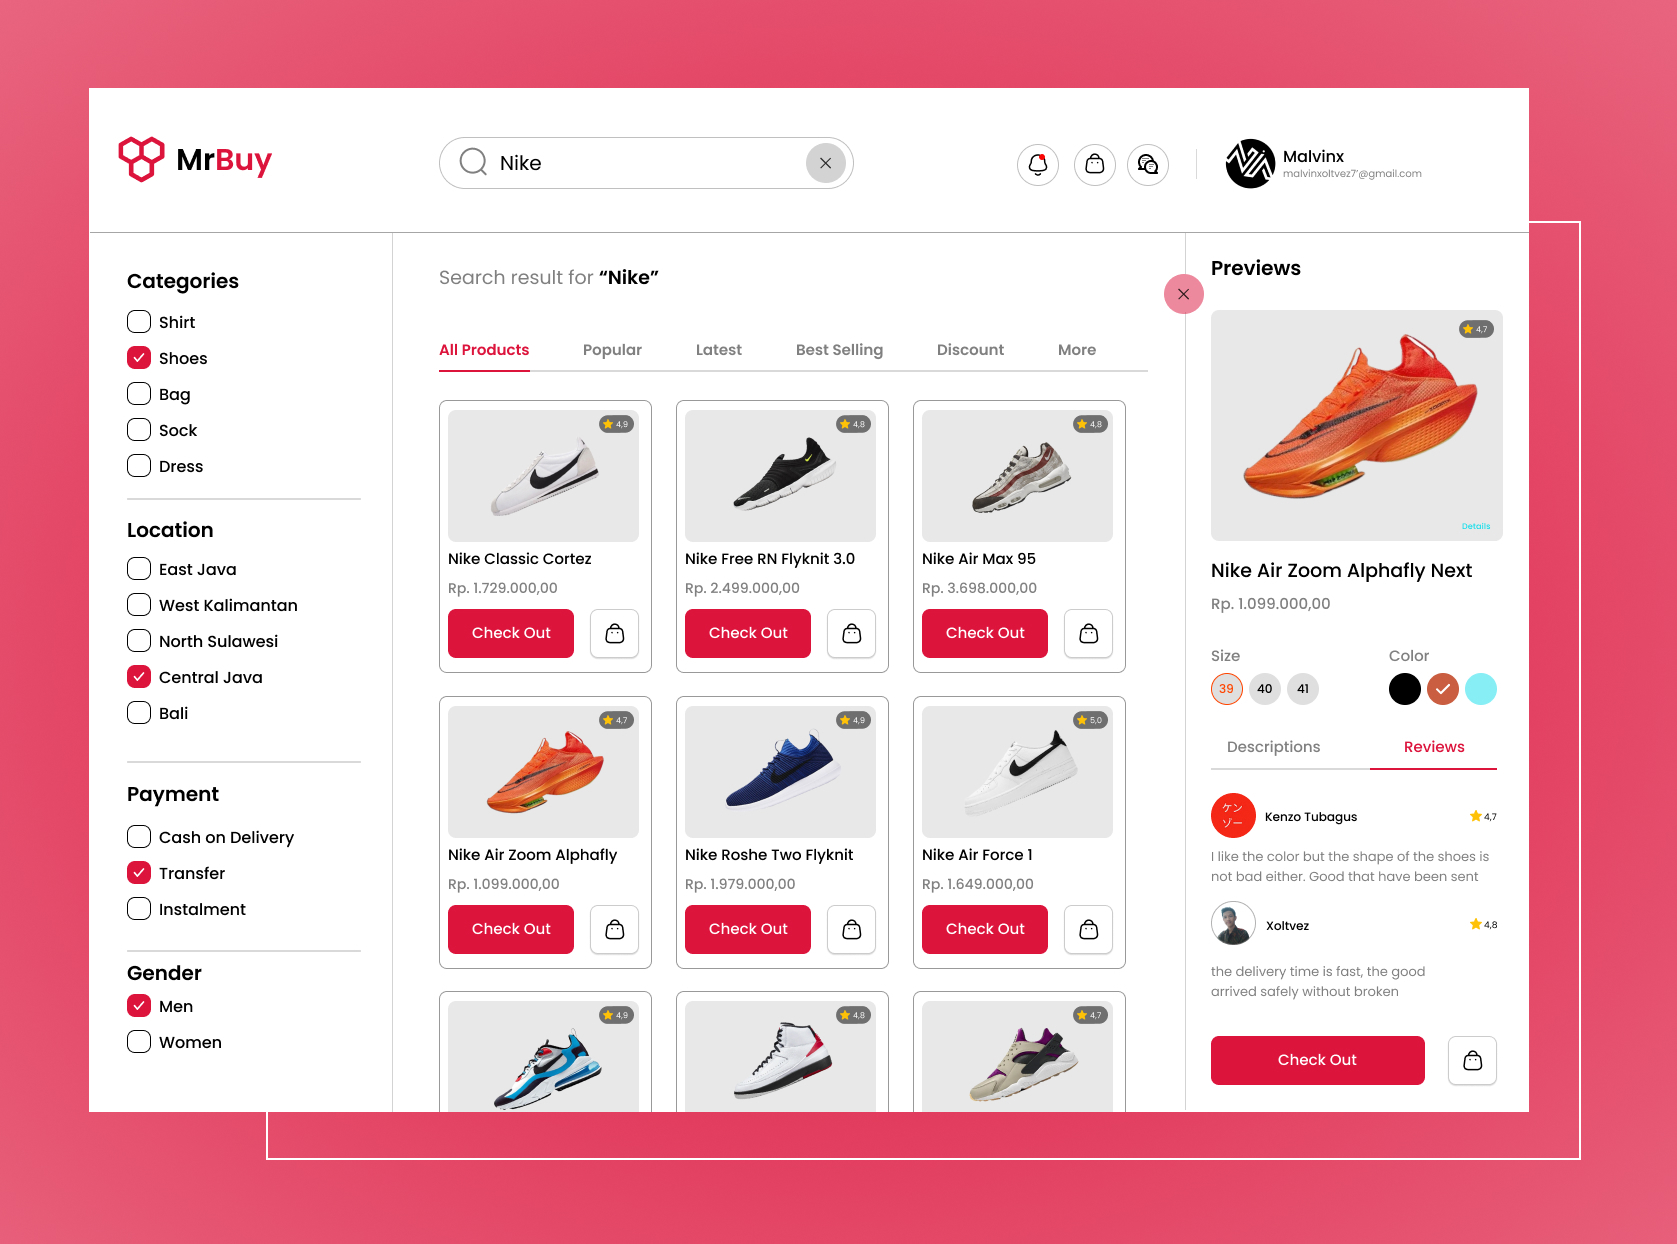 MrBuy
Nike
Malvinx
malvinxoltvez7'@gmail.com
Categories
Shirt
Shoes
Bag
Sock
Dress
Location
East Java
West Kalimantan
North Sulawesi
Central Java
Bali
Payment
Cash on Delivery
Transfer
Instalment
Gender
Men
Women
Search result for “Nike”
All Products Popular Latest Best Selling Discount More
4,9
Nike Classic Cortez
Rp. 1.729.000,00
Check Out
4,8
Nike Free RN Flyknit 3.0
Rp. 2.499.000,00
Check Out
4,8
Nike Air Max 95
Rp. 3.698.000,00
Check Out
4,7
Nike Air Zoom Alphafly
Rp. 1.099.000,00
Check Out
4,9
Nike Roshe Two Flyknit
Rp. 1.979.000,00
Check Out
5,0
Nike Air Force 1
Rp. 1.649.000,00
Check Out
4,9
4,8
4,7
Previews
4,7
Details
Nike Air Zoom Alphafly Next
Rp. 1.099.000,00
Size
39 40 41
Color
Descriptions Reviews
ケン
ゾー
Kenzo Tubagus
4,7
I like the color but the shape of the shoes is
not bad either. Good that have been sent
Xoltvez
4,8
the delivery time is fast, the good
arrived safely without broken
Check Out